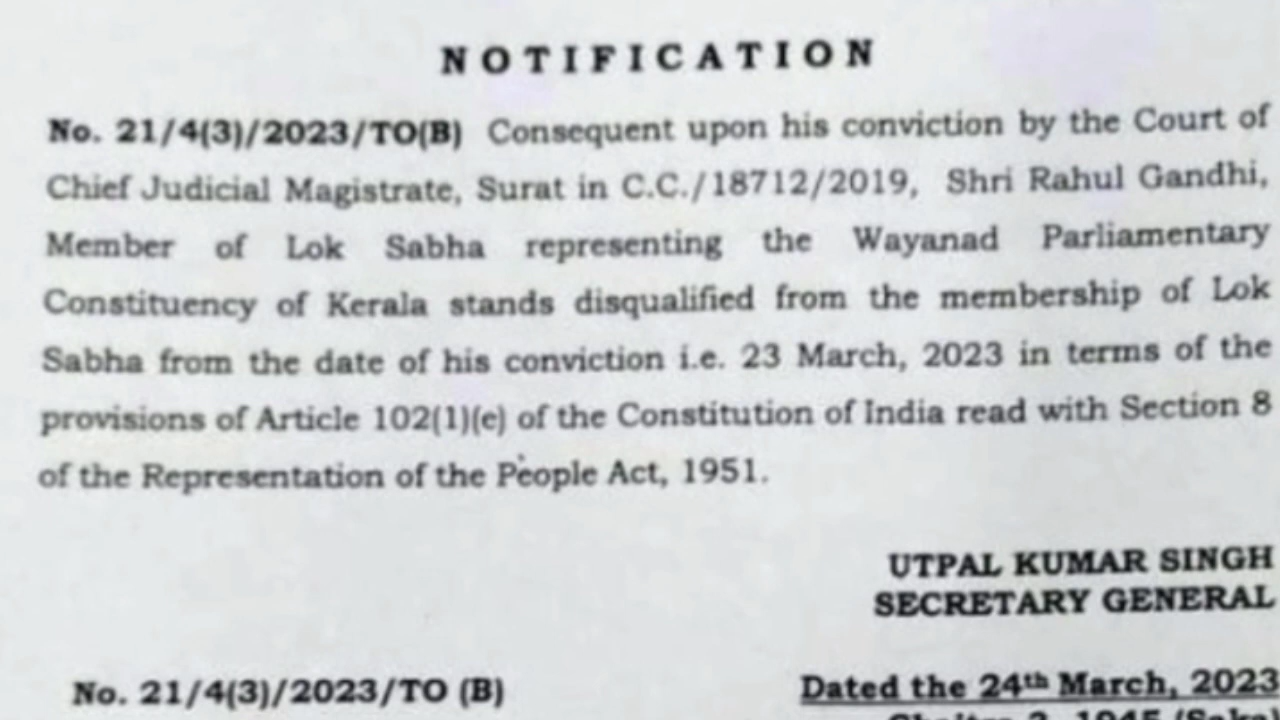 NOTIFICATION
No. 21/4(3)/2023/TO(B) Consequent upon his conviction by the Court of
Chief Judicial Magistrate, Surat in C.C./18712/2019, Shri Rahul Gandhi,
Member of Lok Sabha representing the Wayanad Parliamentary
Constituency of Kerala stands disqualified from the membership of Lok
Sabha from the date of his conviction i.e. 23 March, 2023 in terms of the
provisions of Article 102(1)(e) of the Constitution of India read with Section 8
of the Representation of the People Act, 1951.
UTPAL KUMAR SINGH
SECRETARY GENERAL
No. 21/4(3)/2023/TO (B) Dated the 24th March, 2023